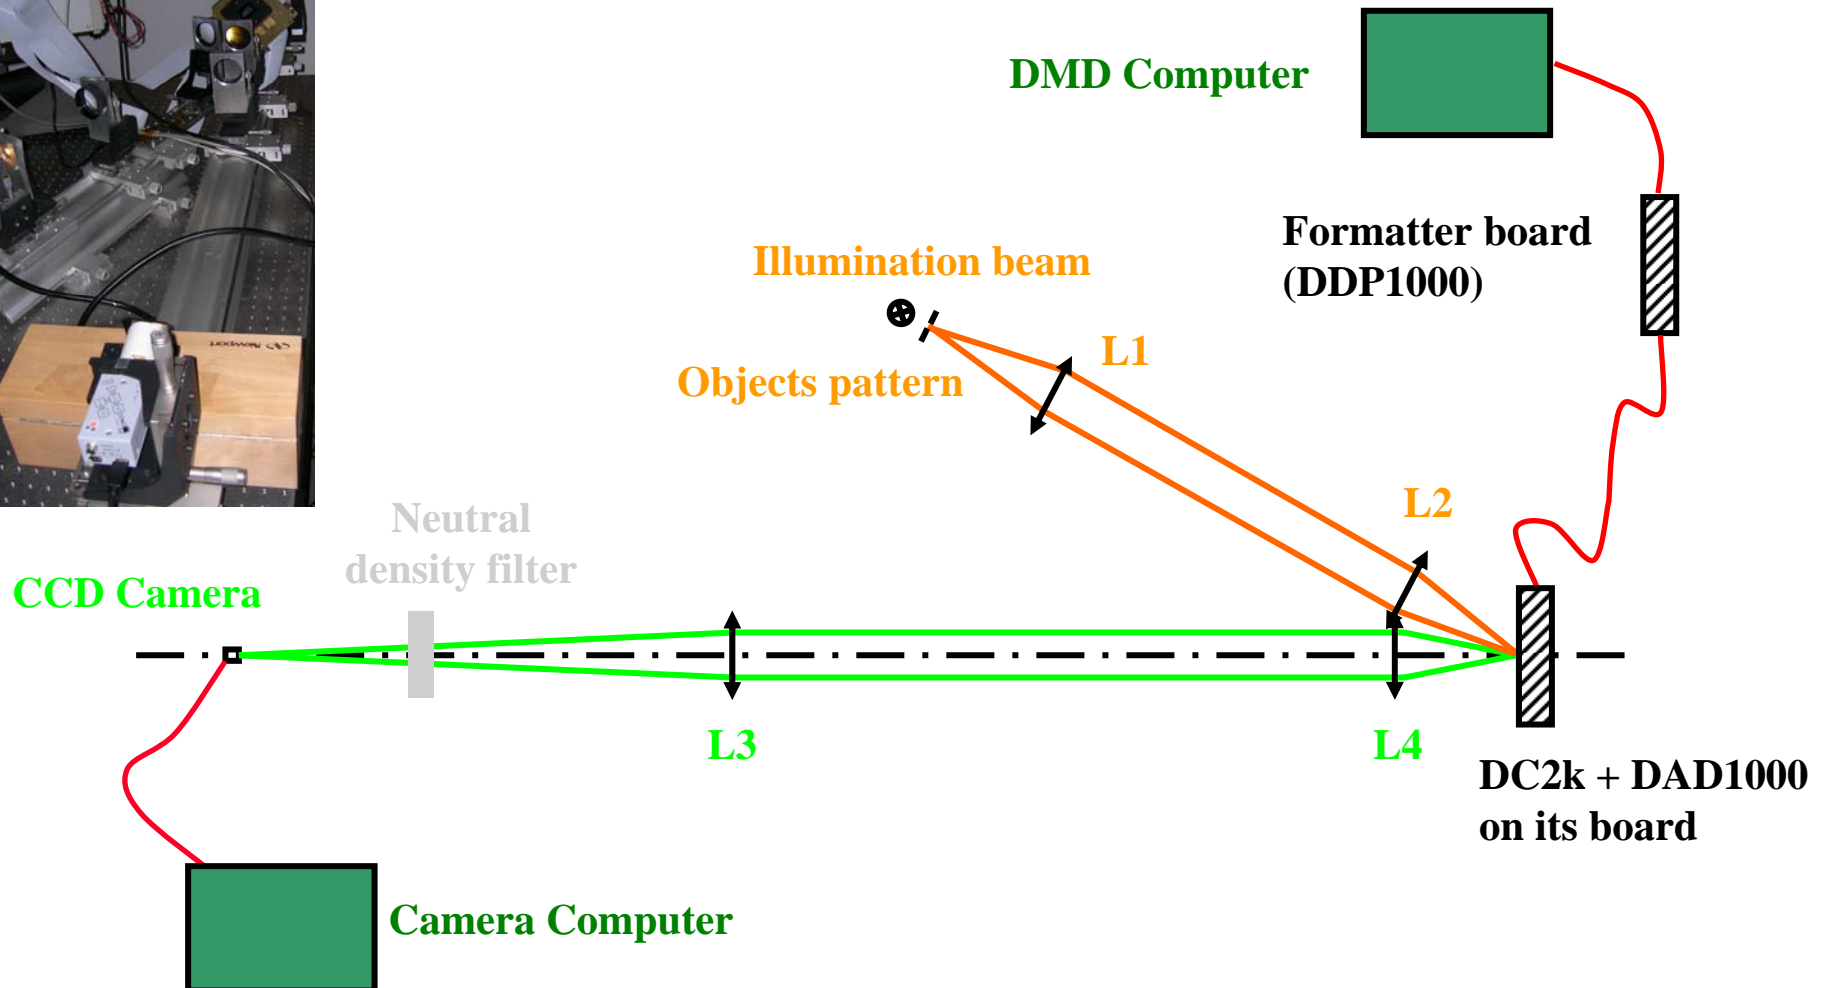 DMD Computer
Formatter board
(DDP1000)
Illumination beam
L1
Objects pattern
L2
Neutral
density filter
CCD Camera
L3
L4
DC2k + DAD1000
on its board
Camera Computer
Newport